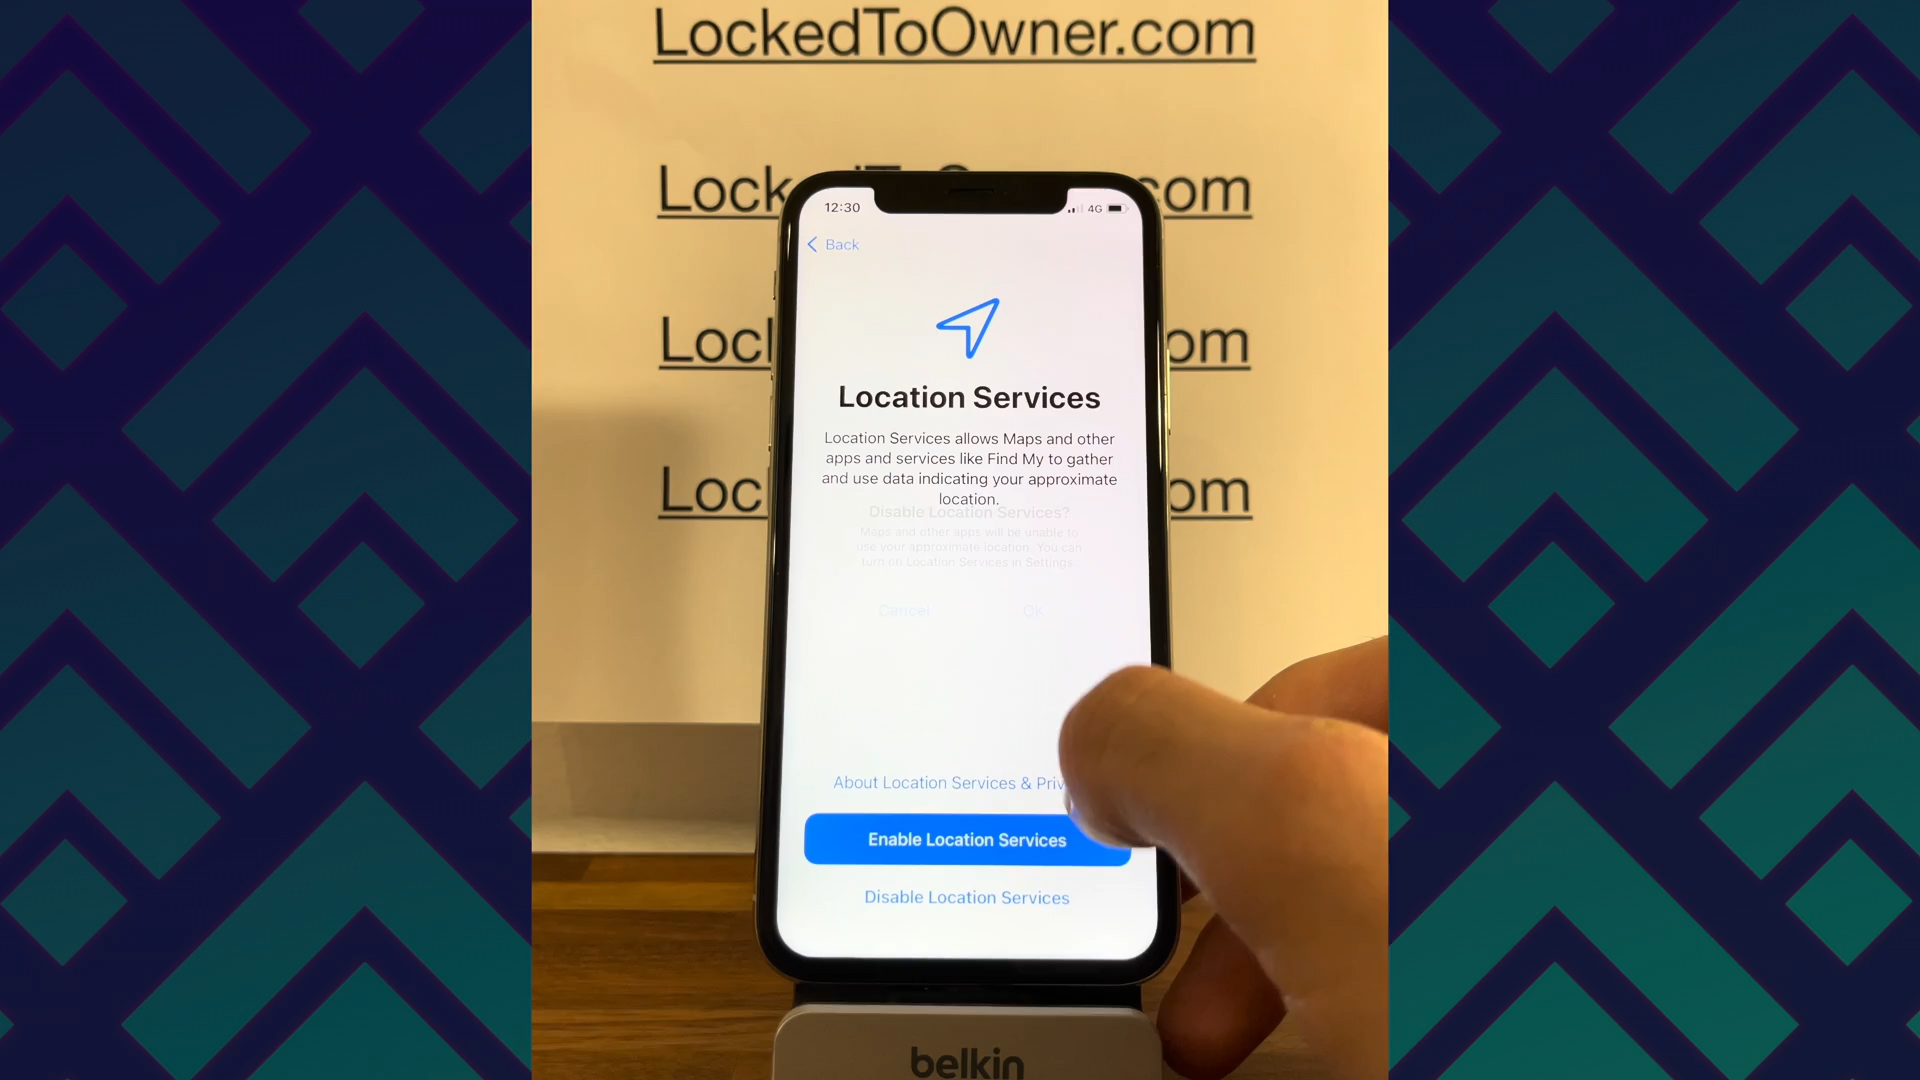 LockedToOwner.com
Lock com
12:30
4G
Loc om
Back
Location Services
Location Services allows Maps and other
apps and services like Find My to gather
and use data indicating your approximate
location.
Loc om
Disable Location Services?
Maps and other apps will be unable to
use your approximate location. You can
turn on Location Services in Settings.
Cancel OK
About Location Services & Priv
Enable Location Services
Disable Location Services
belkin